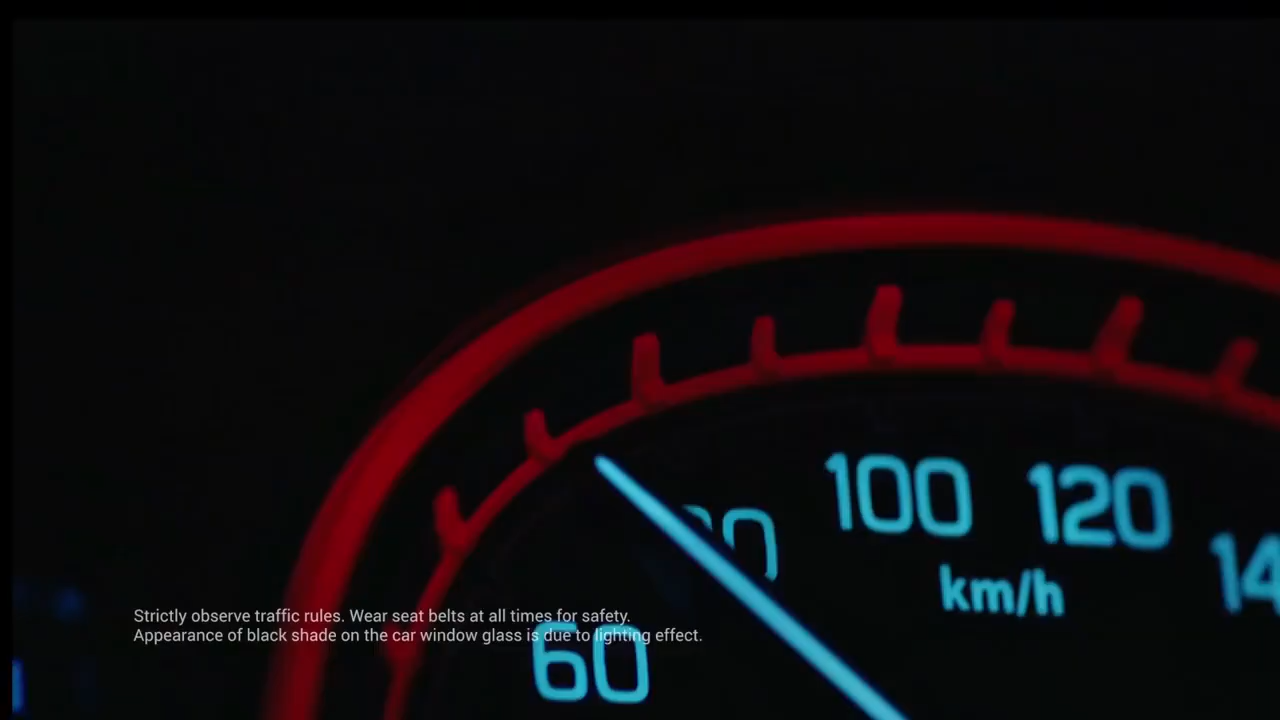 100
120
km/h
60
Strictly observe traffic rules. Wear seat belts at all times for safety.
Appearance of black shade on the car window glass is due to lighting effect.